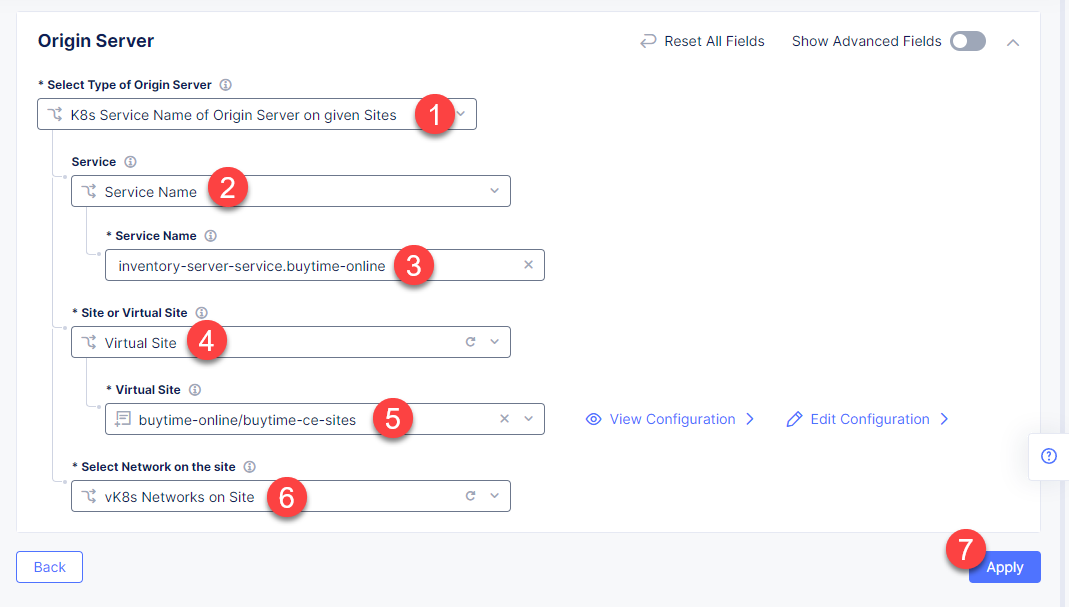 Origin Server
Reset All Fields
Show Advanced Fields
* Select Type of Origin Server
K8s Service Name of Origin Server on given Sites
1
Service
Service Name
2
* Service Name
inventory-server-service.buytime-online
3
* Site or Virtual Site
Virtual Site
4
* Virtual Site
buytime-online/buytime-ce-sites
5
View Configuration
Edit Configuration
* Select Network on the site
vK8s Networks on Site
6
Back
7
Apply